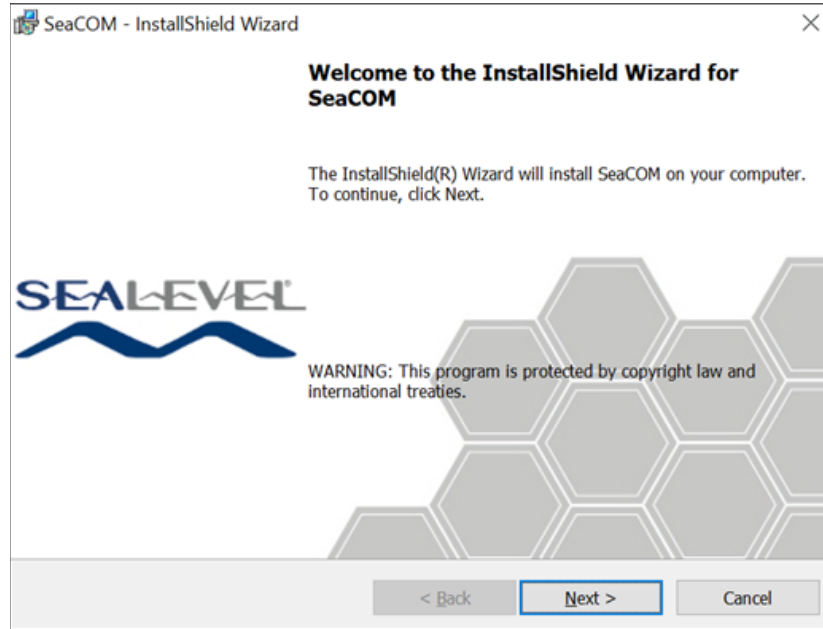 SeaCOM - InstallShield Wizard
Welcome to the InstallShield Wizard for
SeaCOM
The InstallShield(R) Wizard will install SeaCOM on your computer.
To continue, click Next.
SEALEVEL®
WARNING: This program is protected by copyright law and
international treaties.
< Back
Next >
Cancel